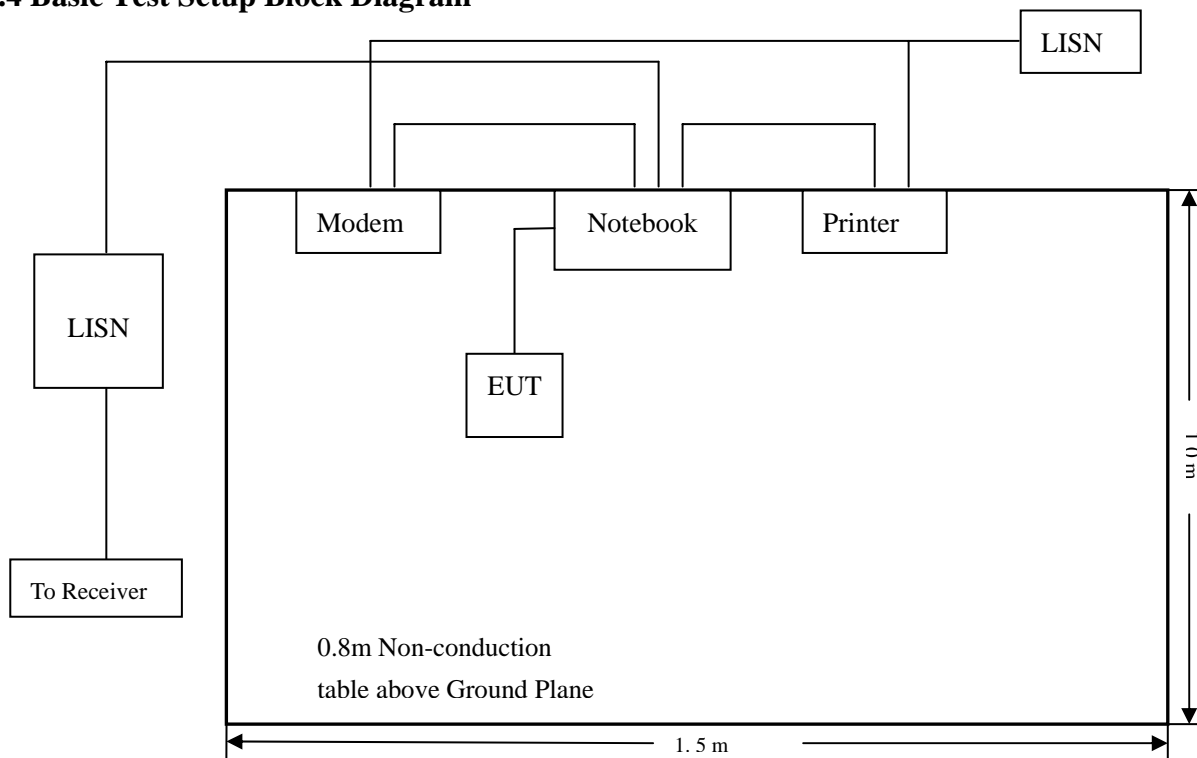 .4 Basic Test Setup Block Diagram
LISN
Modem
Notebook
Printer
LISN
EUT
To Receiver
0.8m Non-conduction
table above Ground Plane
1. 5 m